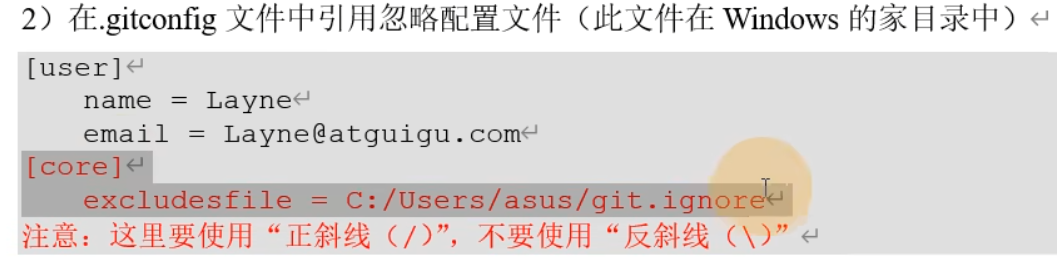 2）在.gitconfig 文件中引用忽略配置文件（此文件在 Windows 的家目录中）
[user]
name = Layne
email = Layne@atguigu.com
[core]
excludesfile = C:/Users/asus/git.ignore
注意：这里要使用“正斜线（/）”，不要使用“反斜线（\）”